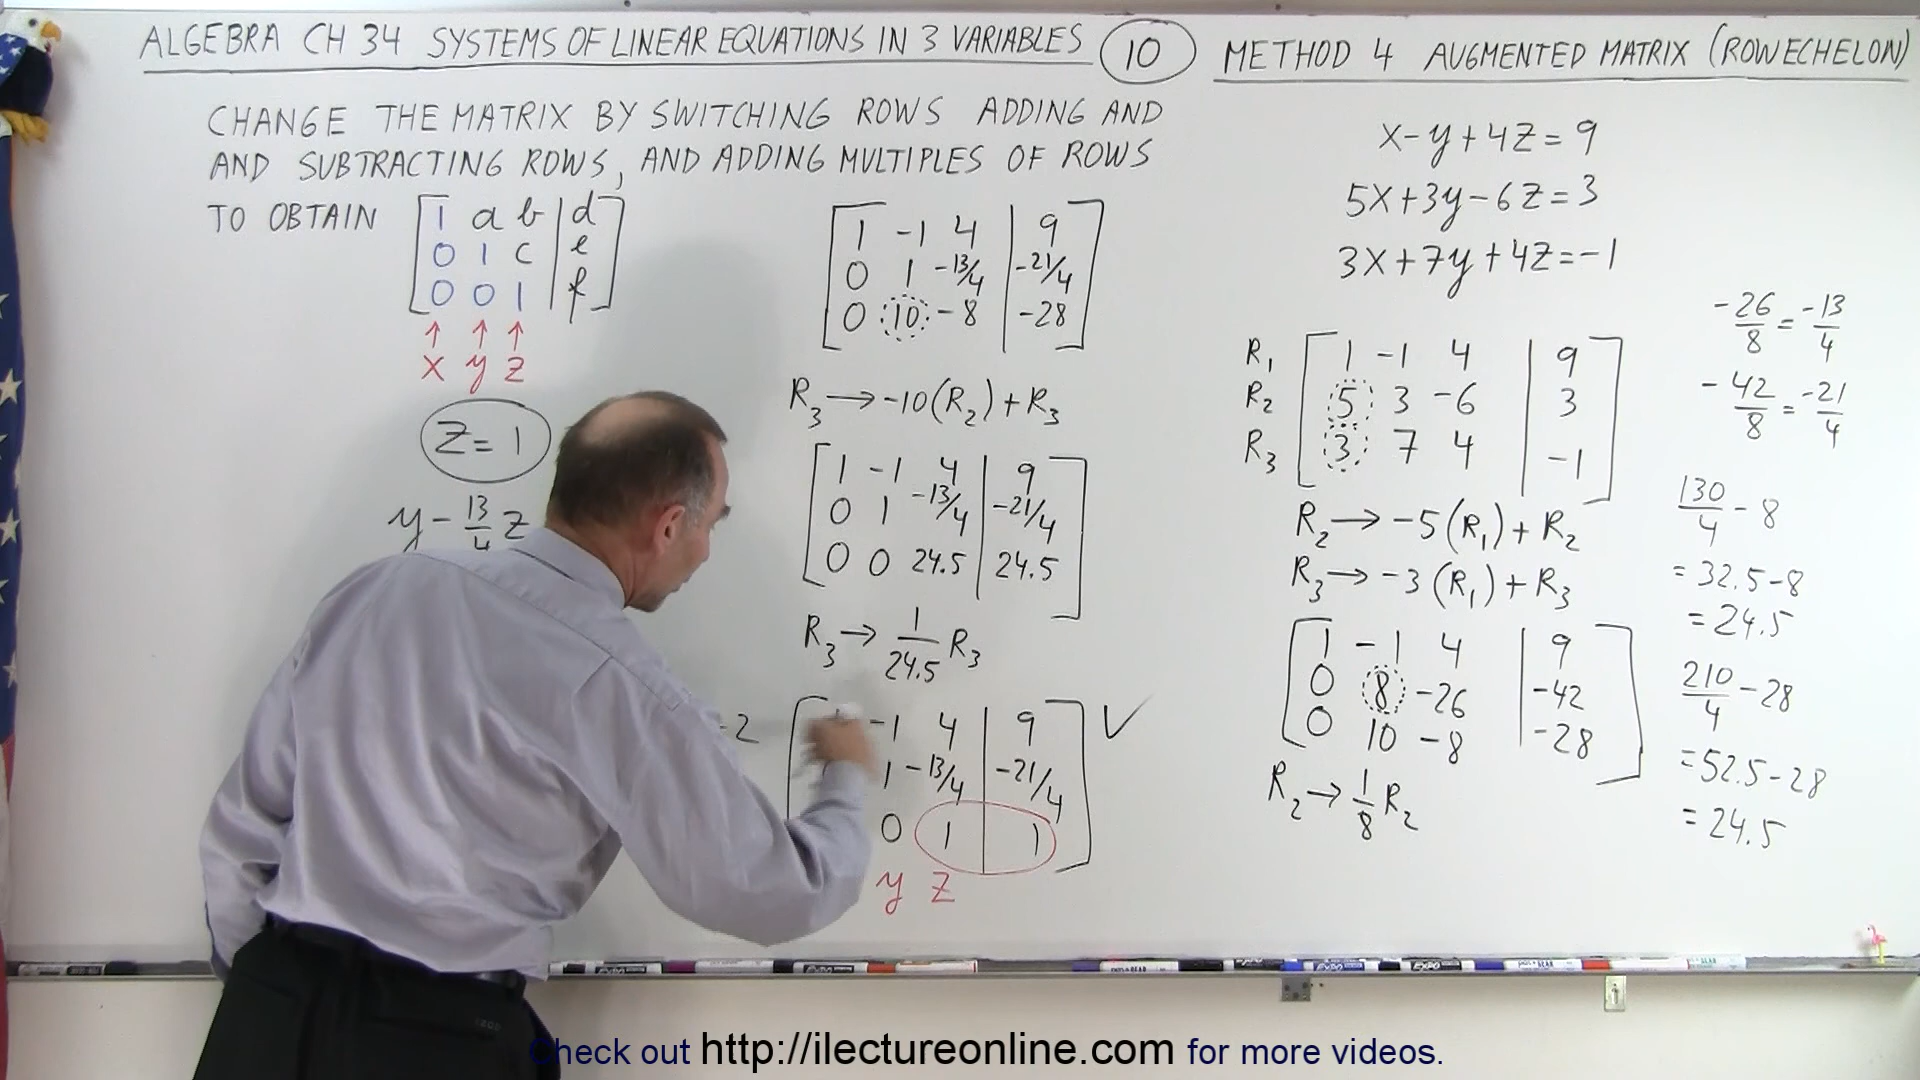 ALGEBRA CH 34 SYSTEMS OF LINEAR EQUATIONS IN 3 VARIABLES 10 METHOD 4 AUGMENTED MATRIX (ROW ECHELON)
CHANGE THE MATRIX BY SWITCHING ROWS ADDING AND
AND SUBTRACTING ROWS, AND ADDING MULTIPLES OF ROWS
TO OBTAIN
1 a b | d
0 1 c | e
0 0 1 | f
↑ ↑ ↑
x y z
z = 1
y - 13/4 z
-2
1 -1 4 | 9
0 1 -13/4 | -21/4
0 10 -8 | -28
R3 → -10(R2) + R3
1 -1 4 | 9
0 1 -13/4 | -21/4
0 0 24.5 | 24.5
R3 → 1/24.5 R3
-1 4 | 9
1 -13/4 | -21/4
0 1 | 1
y z
x - y + 4z = 9
5x + 3y - 6z = 3
3x + 7y + 4z = -1
R1 1 -1 4 | 9
R2 5 3 -6 | 3
R3 3 7 4 | -1
R2 → -5(R1) + R2
R3 → -3(R1) + R3
1 -1 4 | 9
0 8 -26 | -42
0 10 -8 | -28
R2 → 1/8 R2
-26/8 = -13/4
-42/8 = -21/4
130/4 - 8
= 32.5 - 8
= 24.5
210/4 - 28
= 52.5 - 28
= 24.5
Check out http://ilectureonline.com for more videos.